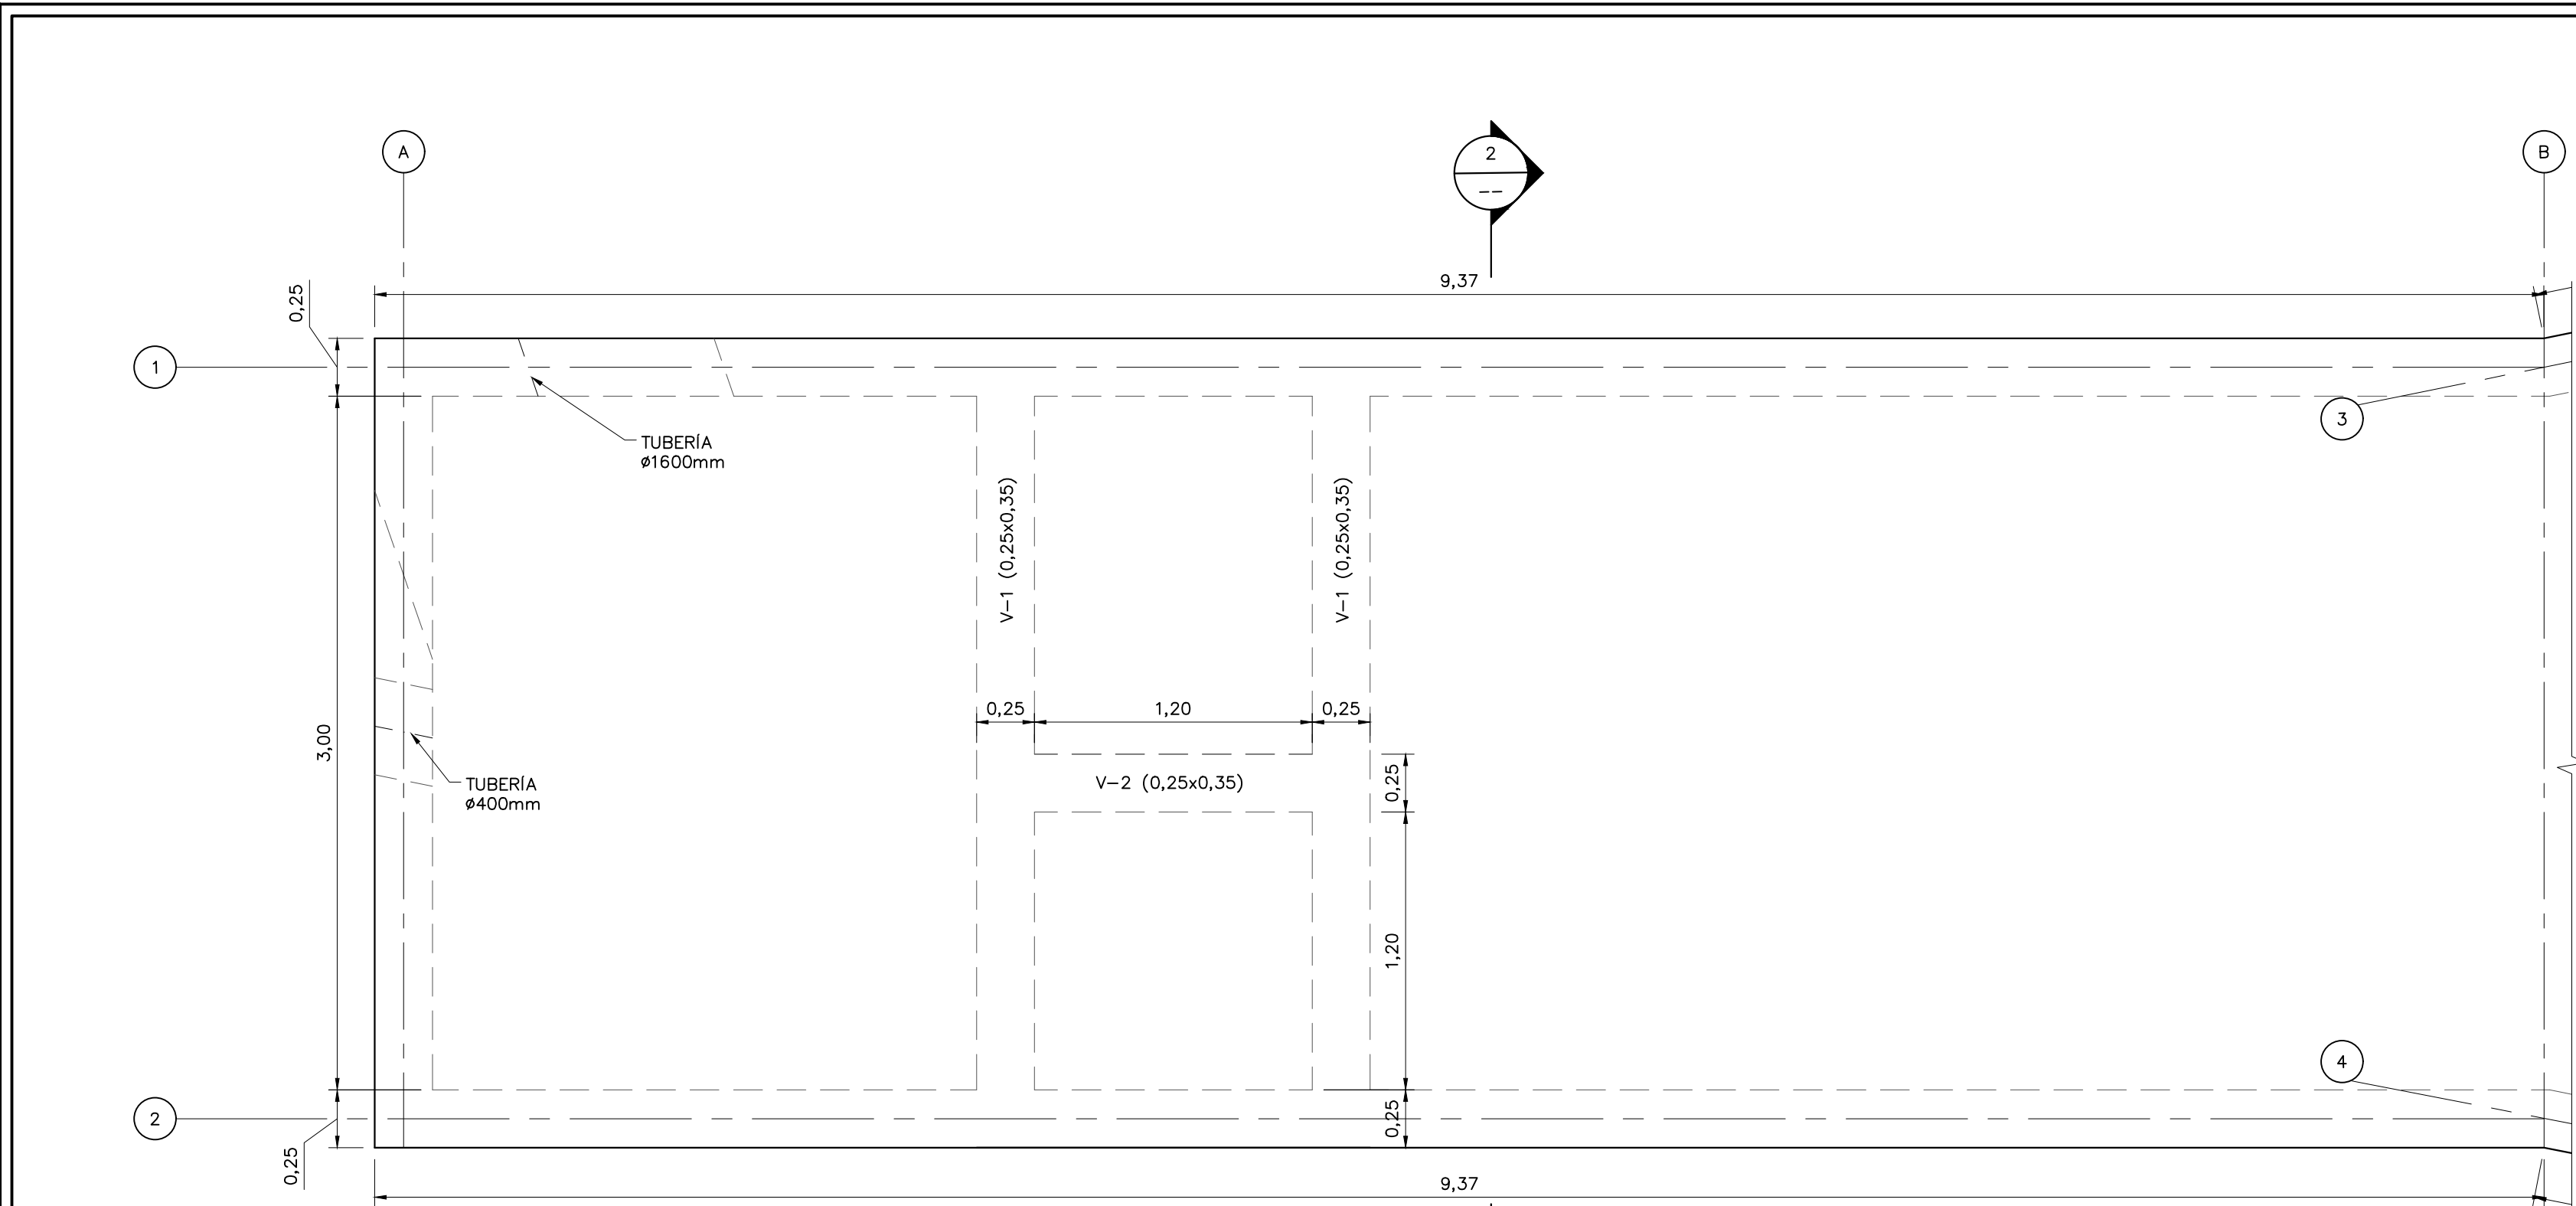 A
2
--
B
9,37
0,25
1
3
TUBERÍA
ø1600mm
V-1 (0,25x0,35)
V-1 (0,25x0,35)
0,25
1,20
0,25
3,00
V-2 (0,25x0,35)
0,25
TUBERÍA
ø400mm
1,20
4
2
0,25
0,25
9,37